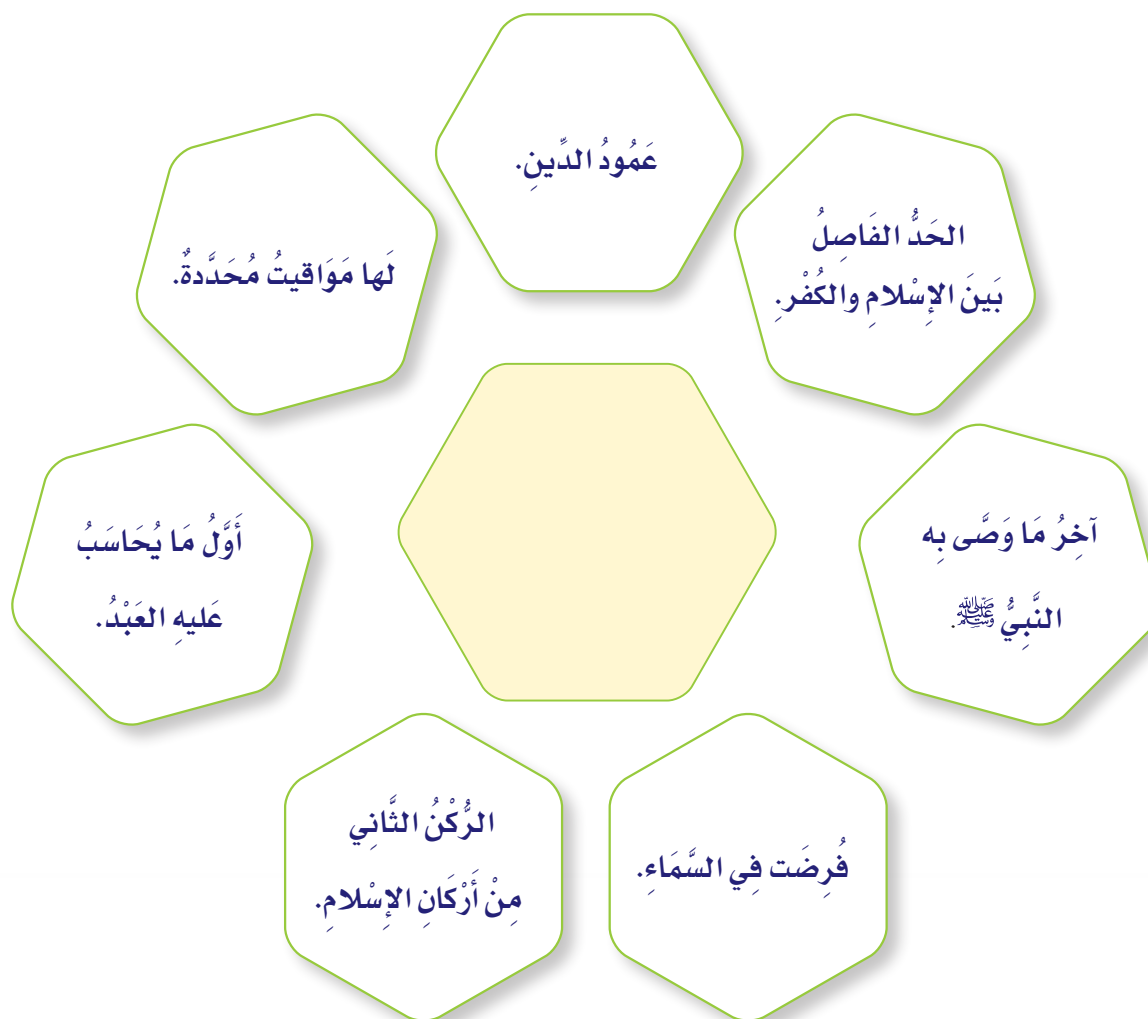 عَمُودُ الدِّينِ.
الحَدُّ الفَاصِلُ
بَينَ الإِسْلامِ والكُفْرِ.
آخِرُ مَا وَصَّى بِه
النَّبِيُّ ﷺ.
فُرِضَت فِي السَّمَاءِ.
الرُّكْنُ الثَّانِي
مِنْ أَرْكَانِ الإِسْلامِ.
أَوَّلُ مَا يُحَاسَبُ
عَليهِ العَبْدُ.
لَها مَوَاقيتُ مُحَدَّدةٌ.